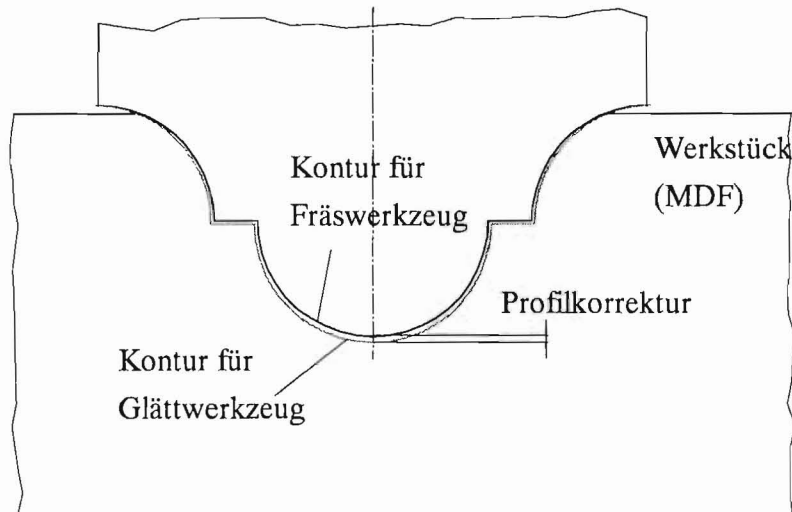 Kontur für
Fräswerkzeug
Werkstück
(MDF)
Profilkorrektur
Kontur für
Glättwerkzeug